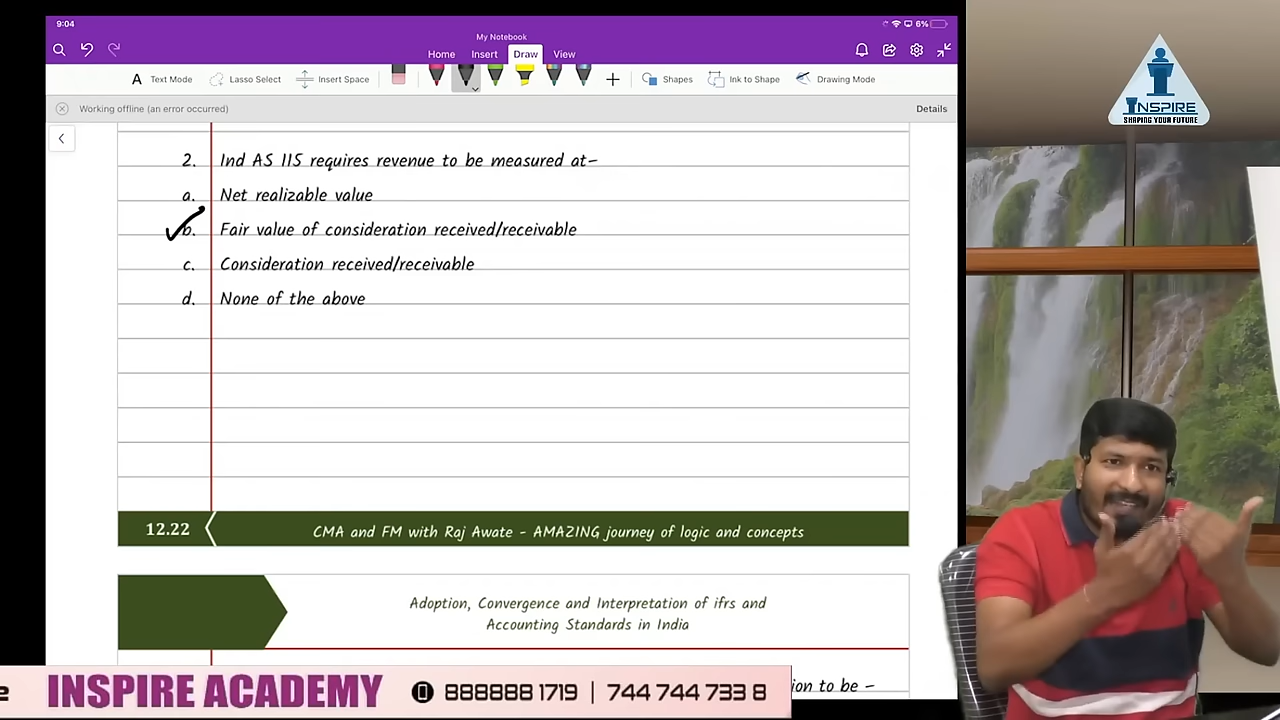 9:04
6%
My Notebook
Home Insert Draw View
Text Mode Lasso Select Insert Space Shapes Ink to Shape Drawing Mode
Working offline (an error occurred) Details
2. Ind AS 115 requires revenue to be measured at–
a. Net realizable value
b. Fair value of consideration received/receivable
c. Consideration received/receivable
d. None of the above
12.22 CMA and FM with Raj Awate - AMAZING journey of logic and concepts
Adoption, Convergence and Interpretation of ifrs and
Accounting Standards in India
ion to be –
INSPIRE ACADEMY 888888 1719 | 744 744 733 8
INSPIRE
SHAPING YOUR FUTURE